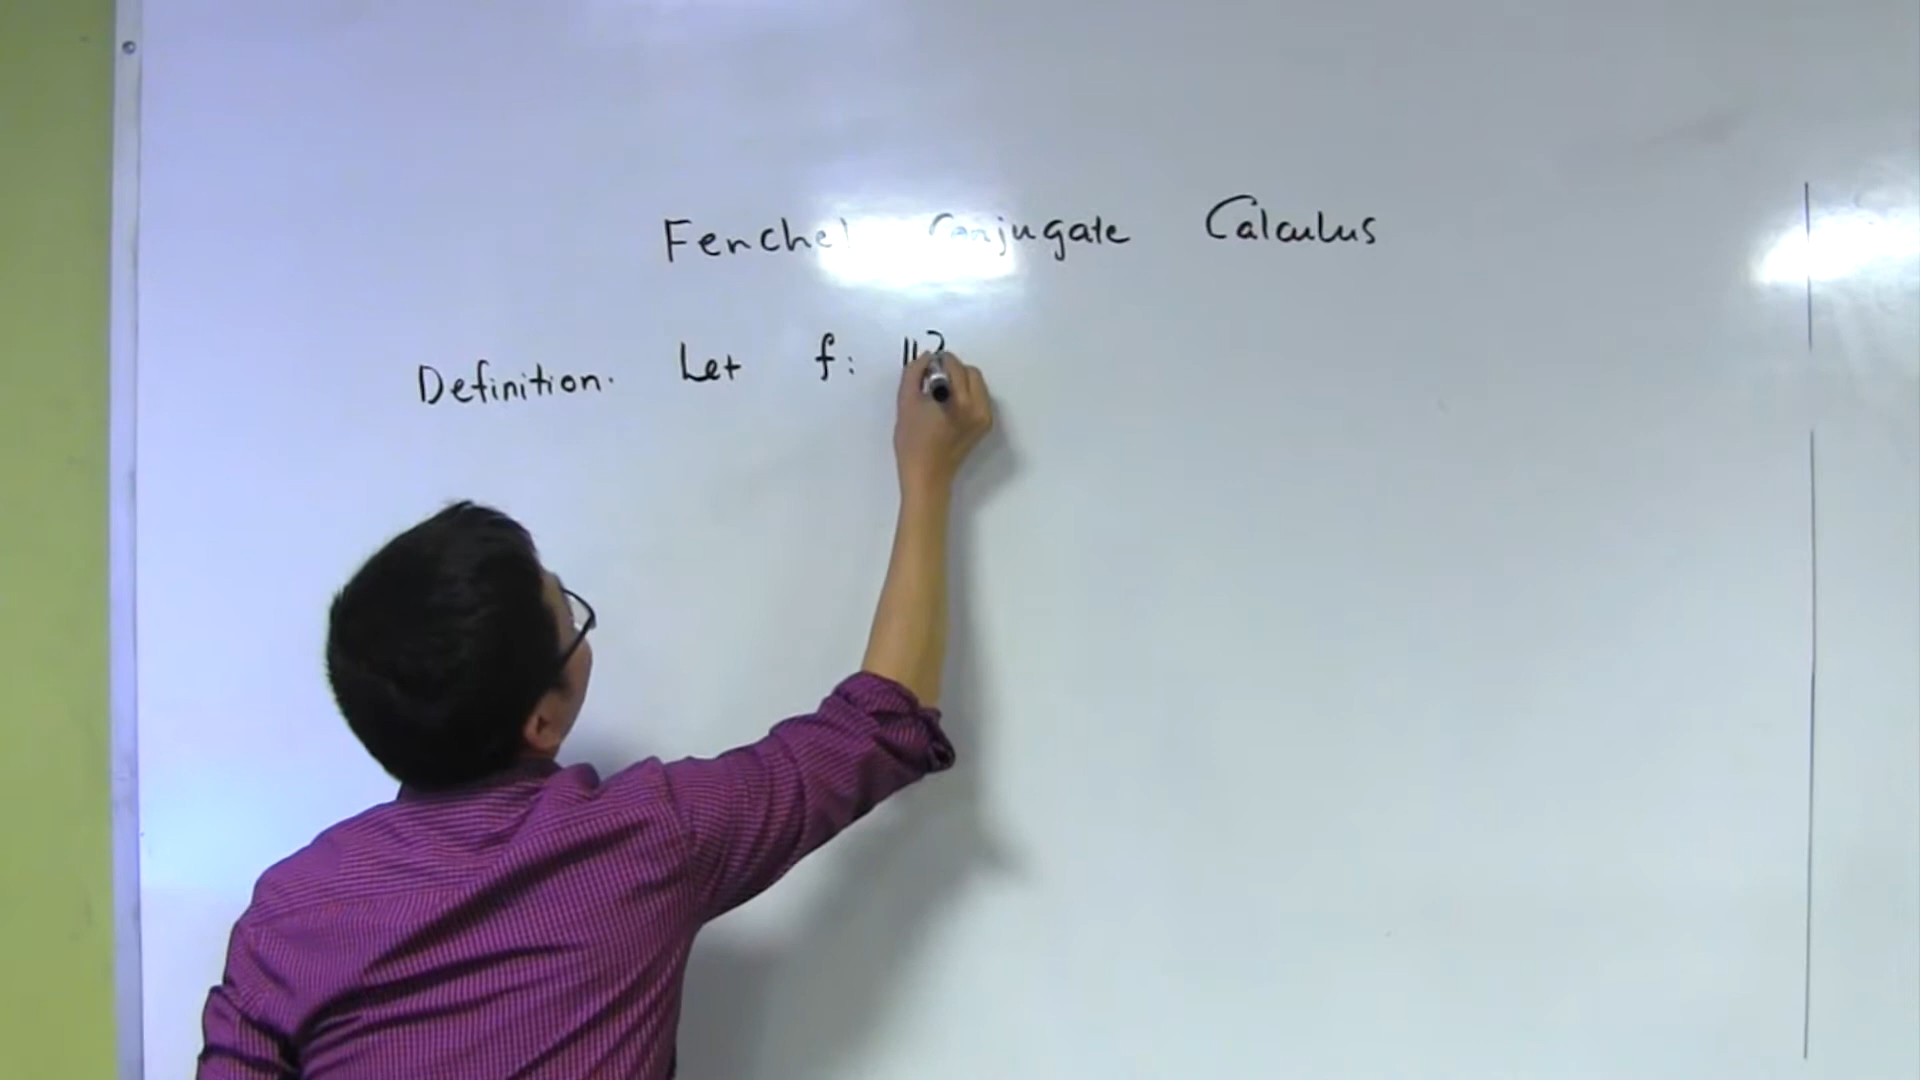 Fenchel Conjugate Calculus
Definition. Let f: ℝ